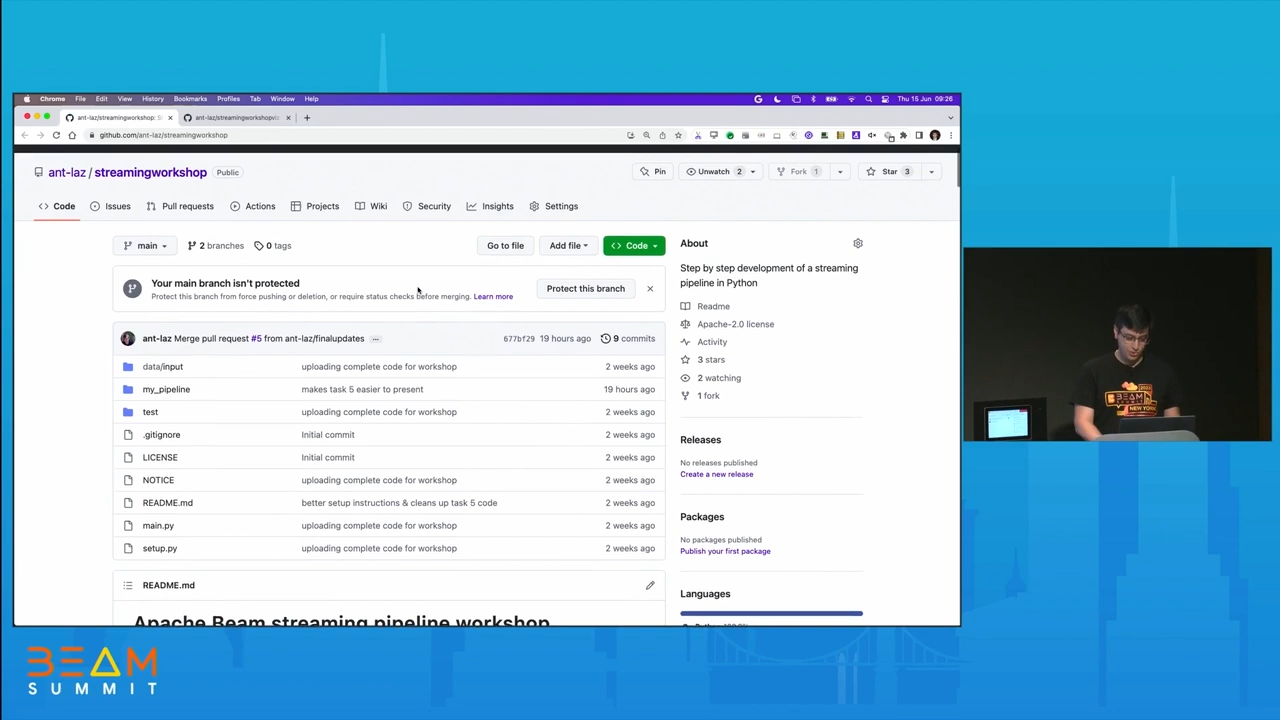 Chrome File Edit View History Bookmarks Profiles Tab Window Help
Thu 15 Jun 09:26
ant-laz/streamingworkshop: S
ant-laz/streamingworkshopvi
github.com/ant-laz/streamingworkshop
ant-laz / streamingworkshop Public
Pin Unwatch 2 Fork 1 Star 3
Code Issues Pull requests Actions Projects Wiki Security Insights Settings
main 2 branches 0 tags Go to file Add file Code
Your main branch isn't protected
Protect this branch from force pushing or deletion, or require status checks before merging. Learn more
Protect this branch
ant-laz Merge pull request #5 from ant-laz/finalupdates ... 677bf29 19 hours ago 9 commits
data/input uploading complete code for workshop 2 weeks ago
my_pipeline makes task 5 easier to present 19 hours ago
test uploading complete code for workshop 2 weeks ago
.gitignore Initial commit 2 weeks ago
LICENSE Initial commit 2 weeks ago
NOTICE uploading complete code for workshop 2 weeks ago
README.md better setup instructions & cleans up task 5 code 2 weeks ago
main.py uploading complete code for workshop 2 weeks ago
setup.py uploading complete code for workshop 2 weeks ago
README.md
Apache Beam streaming pipeline workshop
About
Step by step development of a streaming
pipeline in Python
Readme
Apache-2.0 license
Activity
3 stars
2 watching
1 fork
Releases
No releases published
Create a new release
Packages
No packages published
Publish your first package
Languages
2023
BEAM
SUMMIT
NEW YORK
BEAM
SUMMIT